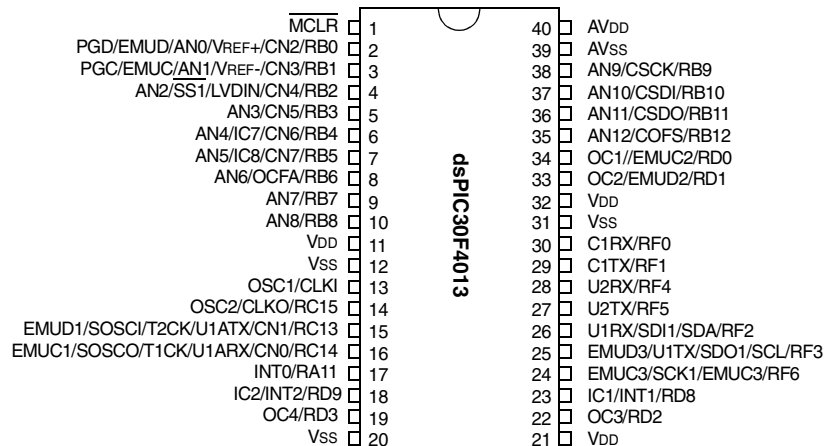 MCLR 1
PGD/EMUD/AN0/VREF+/CN2/RB0 2
PGC/EMUC/AN1/VREF-/CN3/RB1 3
AN2/SS1/LVDIN/CN4/RB2 4
AN3/CN5/RB3 5
AN4/IC7/CN6/RB4 6
AN5/IC8/CN7/RB5 7
AN6/OCFA/RB6 8
AN7/RB7 9
AN8/RB8 10
VDD 11
VSS 12
OSC1/CLKI 13
OSC2/CLKO/RC15 14
EMUD1/SOSCI/T2CK/U1ATX/CN1/RC13 15
EMUC1/SOSCO/T1CK/U1ARX/CN0/RC14 16
INT0/RA11 17
IC2/INT2/RD9 18
OC4/RD3 19
VSS 20
dsPIC30F4013
40 AVDD
39 AVSS
38 AN9/CSCK/RB9
37 AN10/CSDI/RB10
36 AN11/CSDO/RB11
35 AN12/COFS/RB12
34 OC1//EMUC2/RD0
33 OC2/EMUD2/RD1
32 VDD
31 VSS
30 C1RX/RF0
29 C1TX/RF1
28 U2RX/RF4
27 U2TX/RF5
26 U1RX/SDI1/SDA/RF2
25 EMUD3/U1TX/SDO1/SCL/RF3
24 EMUC3/SCK1/EMUC3/RF6
23 IC1/INT1/RD8
22 OC3/RD2
21 VDD